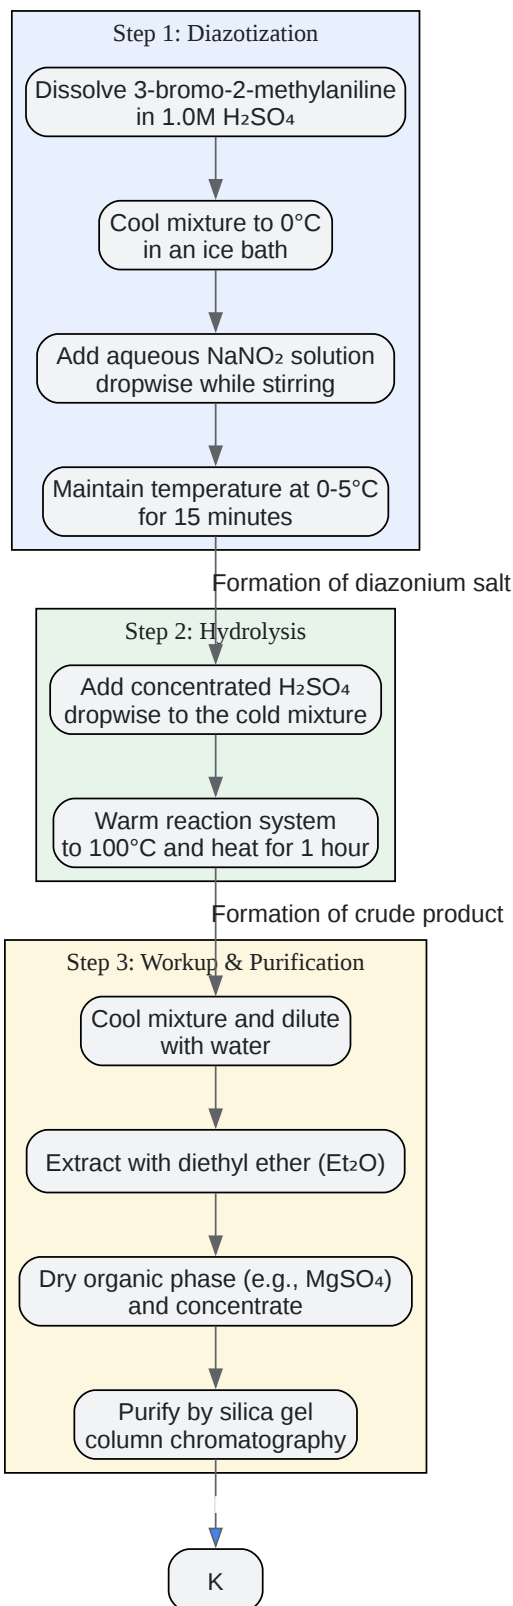 Step 1: Diazotization
Dissolve 3-bromo-2-methylaniline
in 1.0M H₂SO₄
Cool mixture to 0°C
in an ice bath
Add aqueous NaNO₂ solution
dropwise while stirring
Maintain temperature at 0-5°C
for 15 minutes
Formation of diazonium salt
Step 2: Hydrolysis
Add concentrated H₂SO₄
dropwise to the cold mixture
Warm reaction system
to 100°C and heat for 1 hour
Formation of crude product
Step 3: Workup & Purification
Cool mixture and dilute
with water
Extract with diethyl ether (Et₂O)
Dry organic phase (e.g., MgSO₄)
and concentrate
Purify by silica gel
column chromatography
K